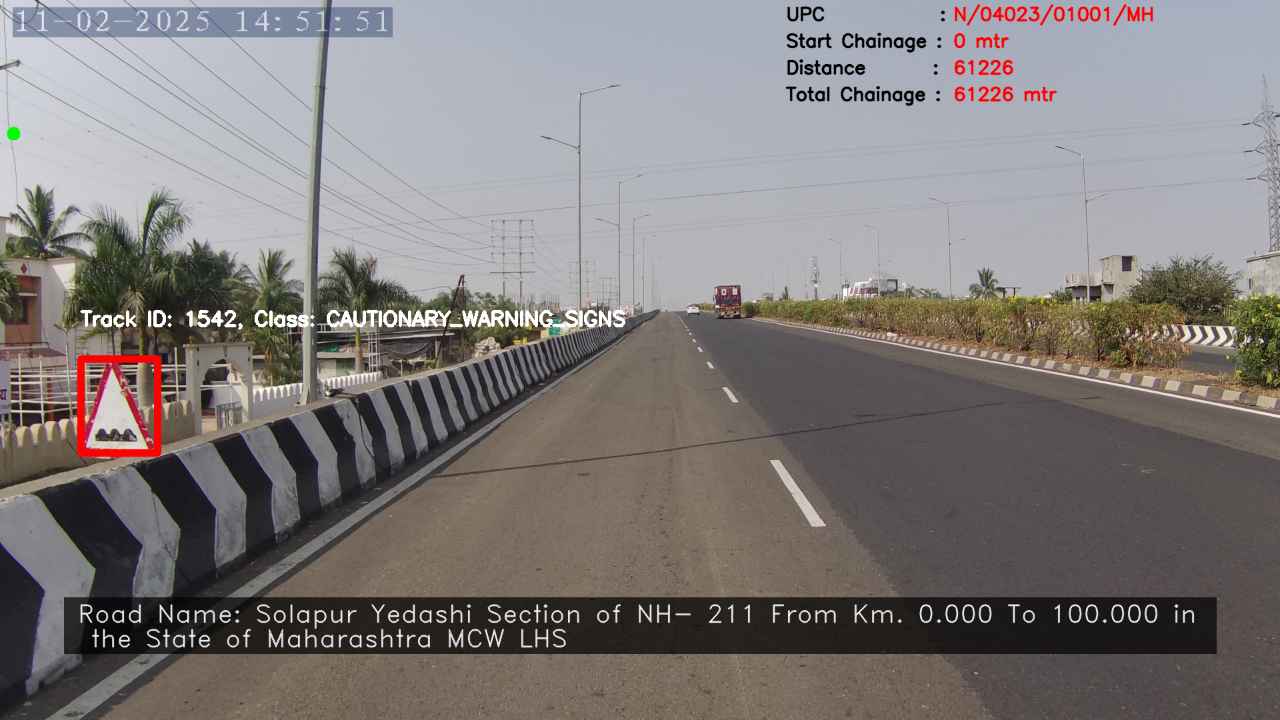 11-02-2025 14:51:51
UPC : N/04023/01001/MH
Start Chainage : 0 mtr
Distance : 61226
Total Chainage : 61226 mtr
Track ID: 1542, Class: CAUTIONARY_WARNING_SIGNS
Road Name: Solapur Yedashi Section of NH- 211 From Km. 0.000 To 100.000 in
the State of Maharashtra MCW LHS